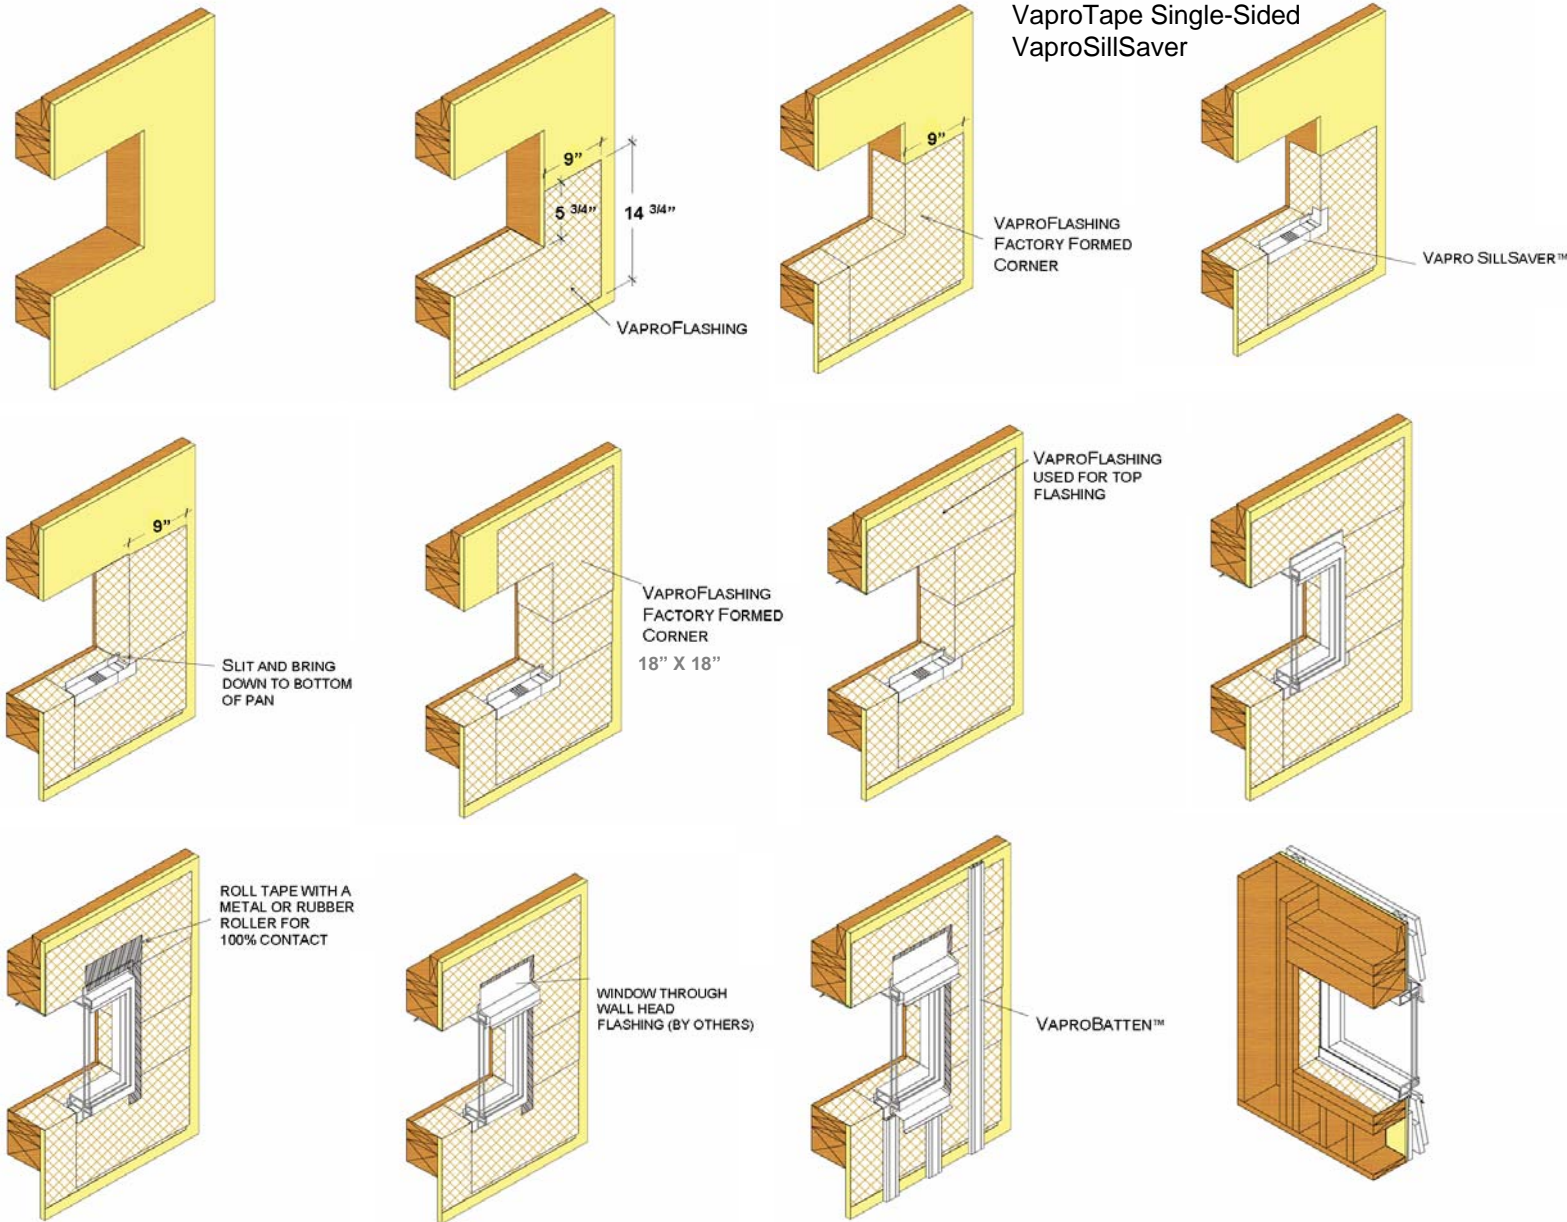 VaproTape Single-Sided
VaproSillSaver
9”
5 3/4”
14 3/4”
VAPROFLASHING
9”
VAPROFLASHING
FACTORY FORMED
CORNER
VAPRO SILLSAVER™
9”
SLIT AND BRING
DOWN TO BOTTOM
OF PAN
VAPROFLASHING
FACTORY FORMED
CORNER
18” X 18”
VAPROFLASHING
USED FOR TOP
FLASHING
ROLL TAPE WITH A
METAL OR RUBBER
ROLLER FOR
100% CONTACT
WINDOW THROUGH
WALL HEAD
FLASHING (BY OTHERS)
VAPROBATTEN™